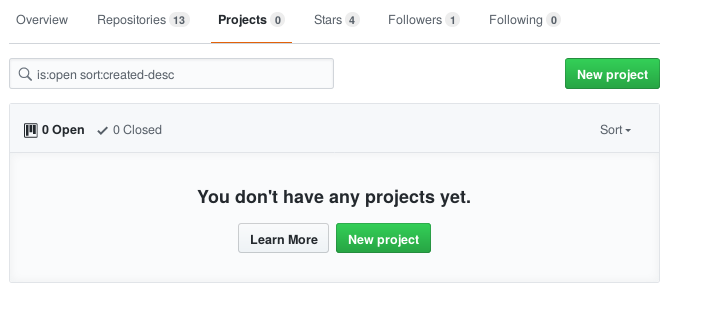 Overview Repositories 13 Projects 0 Stars 4 Followers 1 Following 0
is:open sort:created-desc New project
0 Open 0 Closed Sort
You don't have any projects yet.
Learn More New project